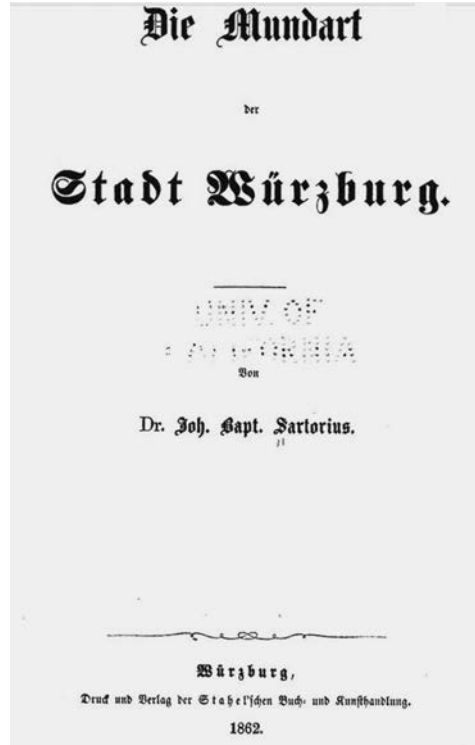 Die Mundart
der
Stadt Würzburg.
UNIV. OF
CALIFORNIA
Von
Dr. Joh. Bapt. Sartorius.
Würzburg,
Druck und Verlag der Stahel'schen Buch- und Kunsthandlung.
1862.